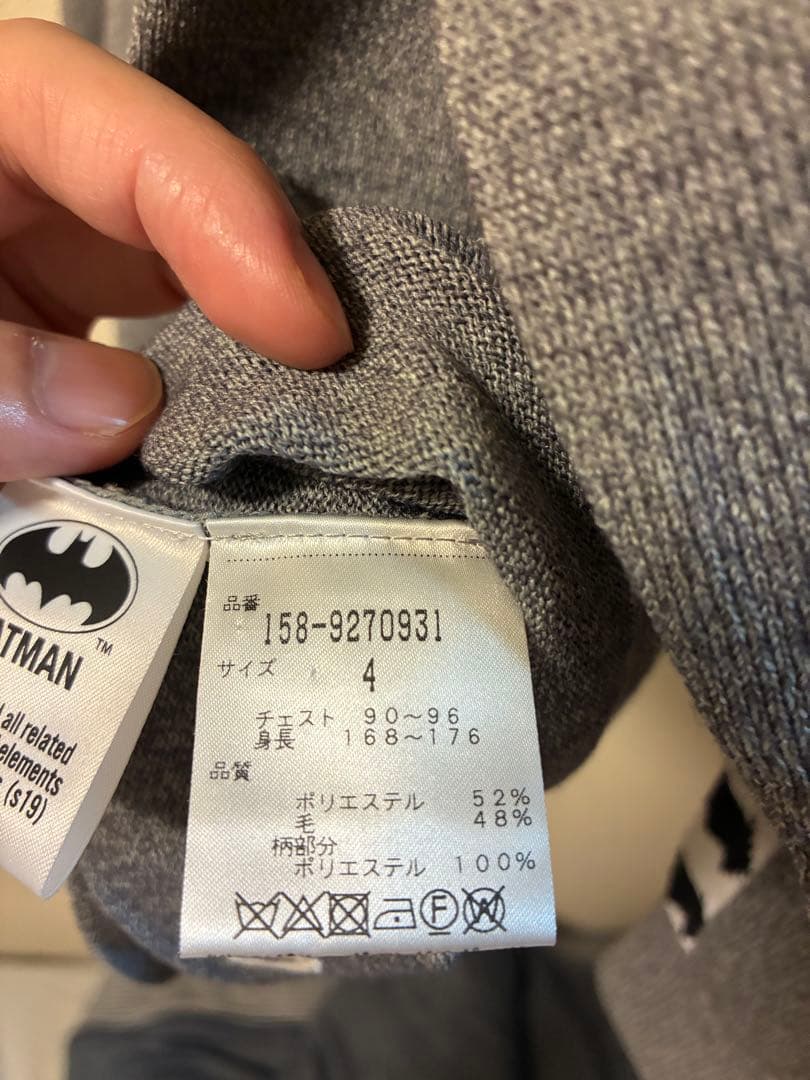 TM
all related
elements
(s19)
品番
158-9270931
サイズ 4
チェスト 90～96
身長 168～176
品質
ポリエステル 52%
毛 48%
柄部分
ポリエステル 100%
F W